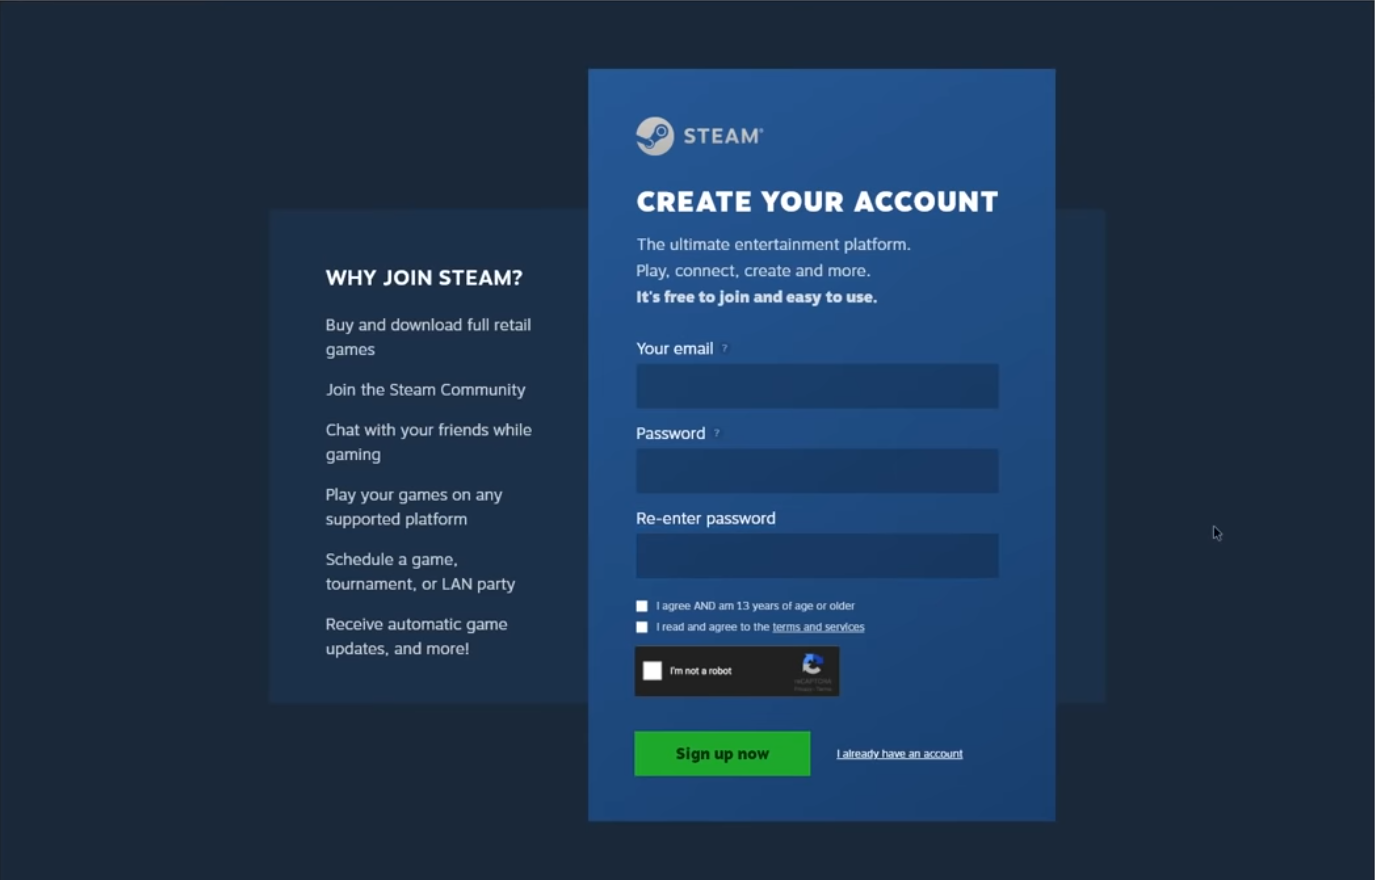 STEAM®
CREATE YOUR ACCOUNT
The ultimate entertainment platform.
Play, connect, create and more.
It's free to join and easy to use.
WHY JOIN STEAM?
Buy and download full retail
games
Join the Steam Community
Chat with your friends while
gaming
Play your games on any
supported platform
Schedule a game,
tournament, or LAN party
Receive automatic game
updates, and more!
Your email ?
Password ?
Re-enter password
I agree AND am 13 years of age or older
I read and agree to the terms and services
I'm not a robot
reCAPTCHA
Privacy - Terms
Sign up now
I already have an account